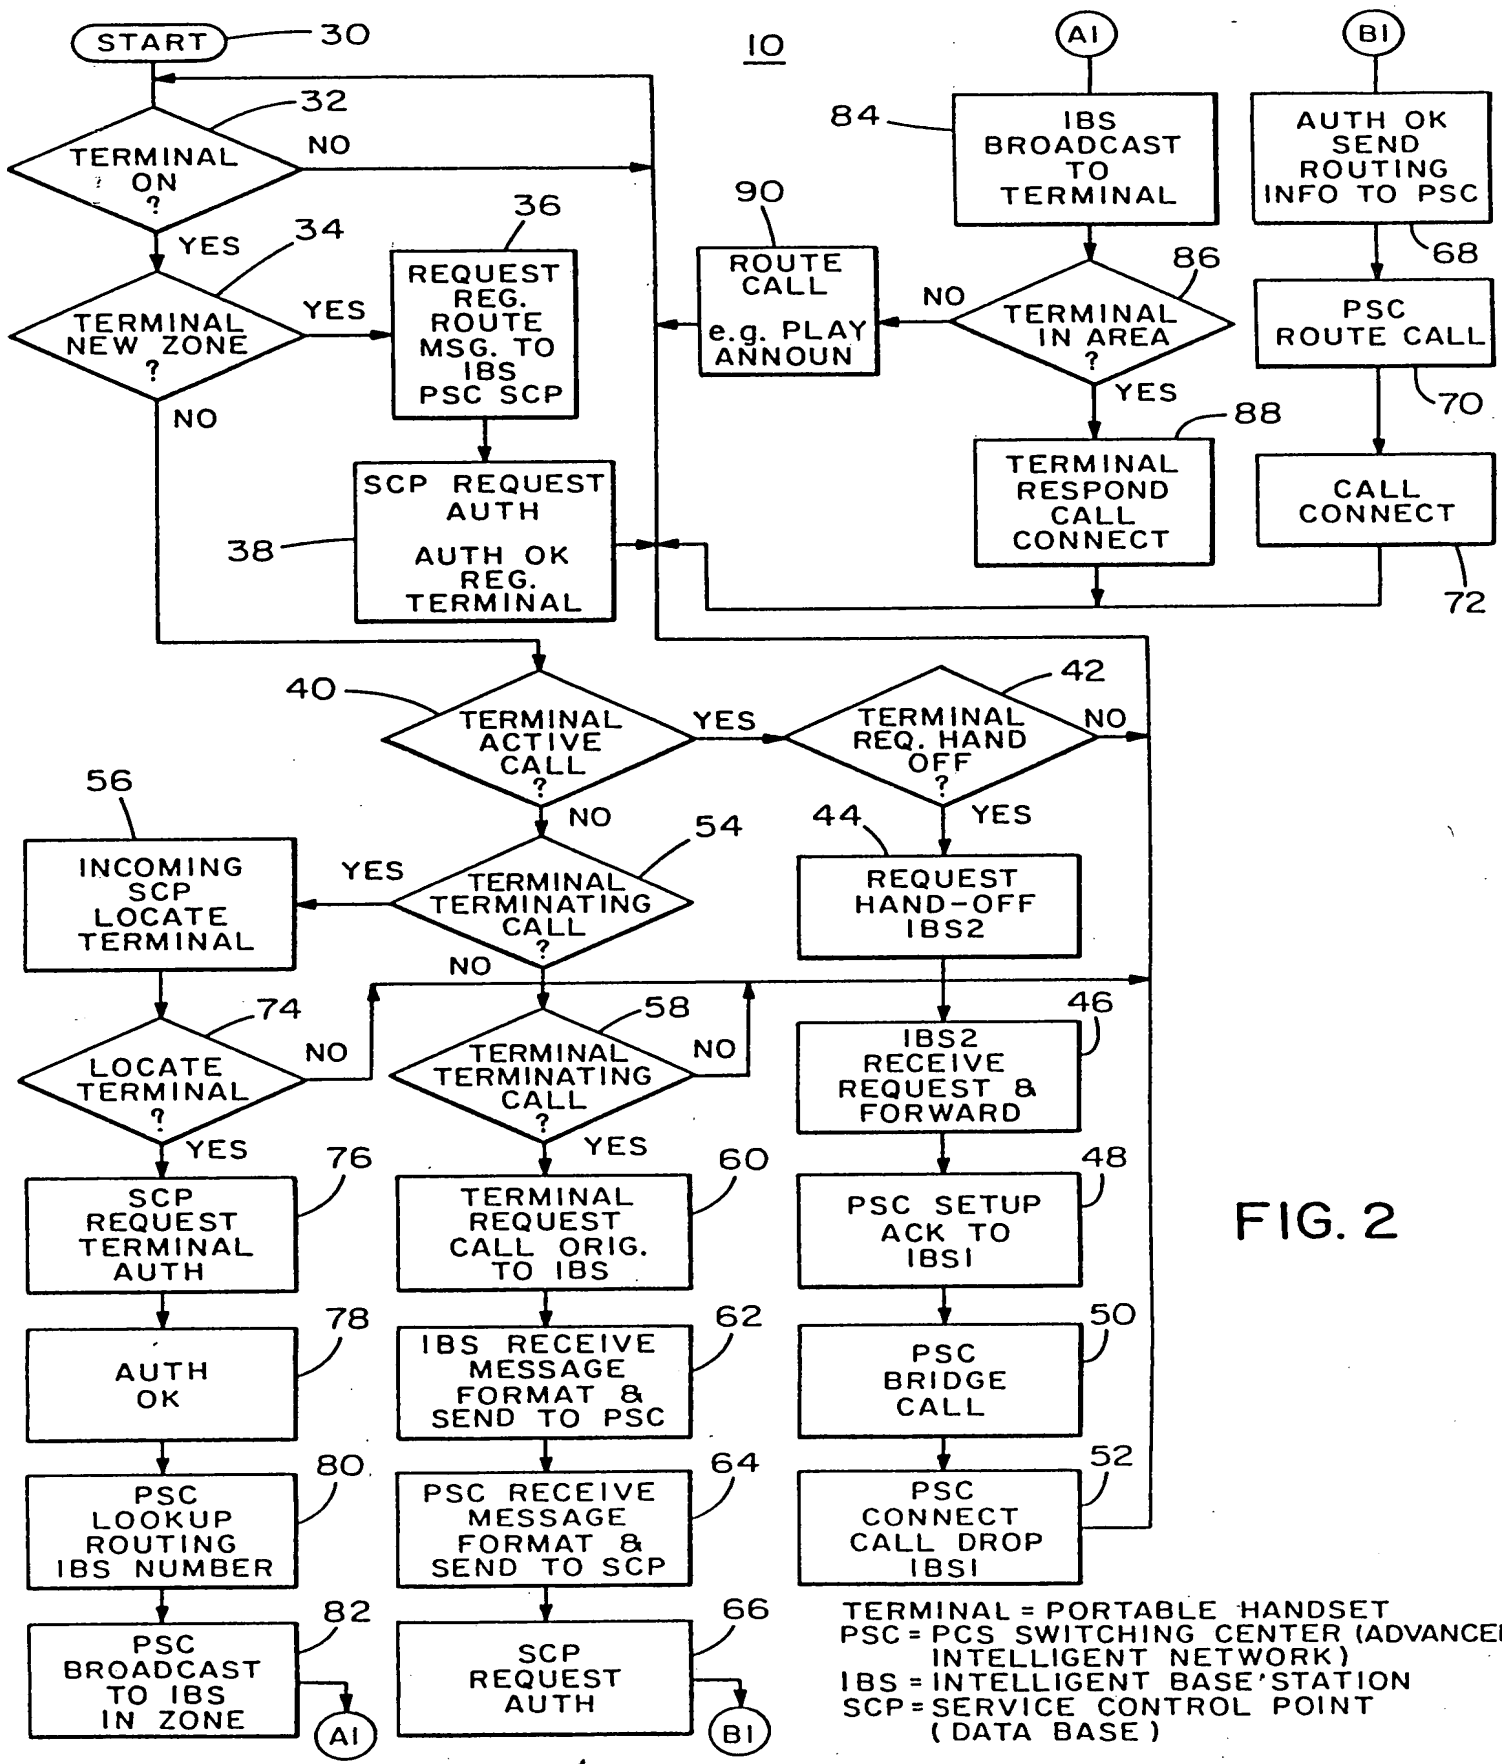 START
30
10
A1
B1
32
TERMINAL
ON
?
NO
YES
34
TERMINAL
NEW ZONE
?
YES
NO
36
REQUEST
REG.
ROUTE
MSG. TO
IBS
PSC SCP
38
SCP REQUEST
AUTH
AUTH OK
REG.
TERMINAL
84
IBS
BROADCAST
TO
TERMINAL
90
ROUTE
CALL
e.g. PLAY
ANNOUN
NO
86
TERMINAL
IN AREA
?
YES
88
TERMINAL
RESPOND
CALL
CONNECT
AUTH OK
SEND
ROUTING
INFO TO PSC
68
PSC
ROUTE CALL
70
CALL
CONNECT
72
40
TERMINAL
ACTIVE
CALL
?
YES
NO
42
TERMINAL
REQ. HAND
OFF
?
NO
YES
44
REQUEST
HAND-OFF
IBS2
46
IBS2
RECEIVE
REQUEST &
FORWARD
48
PSC SETUP
ACK TO
IBS1
50
PSC
BRIDGE
CALL
52
PSC
CONNECT
CALL DROP
IBS1
54
TERMINAL
TERMINATING
CALL
?
YES
NO
56
INCOMING
SCP
LOCATE
TERMINAL
74
LOCATE
TERMINAL
?
NO
YES
76
SCP
REQUEST
TERMINAL
AUTH
78
AUTH
OK
80
PSC
LOOKUP
ROUTING
IBS NUMBER
82
PSC
BROADCAST
TO IBS
IN ZONE
A1
58
TERMINAL
TERMINATING
CALL
?
NO
YES
60
TERMINAL
REQUEST
CALL ORIG.
TO IBS
62
IBS RECEIVE
MESSAGE
FORMAT &
SEND TO PSC
64
PSC RECEIVE
MESSAGE
FORMAT &
SEND TO SCP
66
SCP
REQUEST
AUTH
B1
FIG. 2
TERMINAL = PORTABLE HANDSET
PSC = PCS SWITCHING CENTER (ADVANCED
INTELLIGENT NETWORK)
IBS = INTELLIGENT BASE STATION
SCP = SERVICE CONTROL POINT
(DATA BASE)